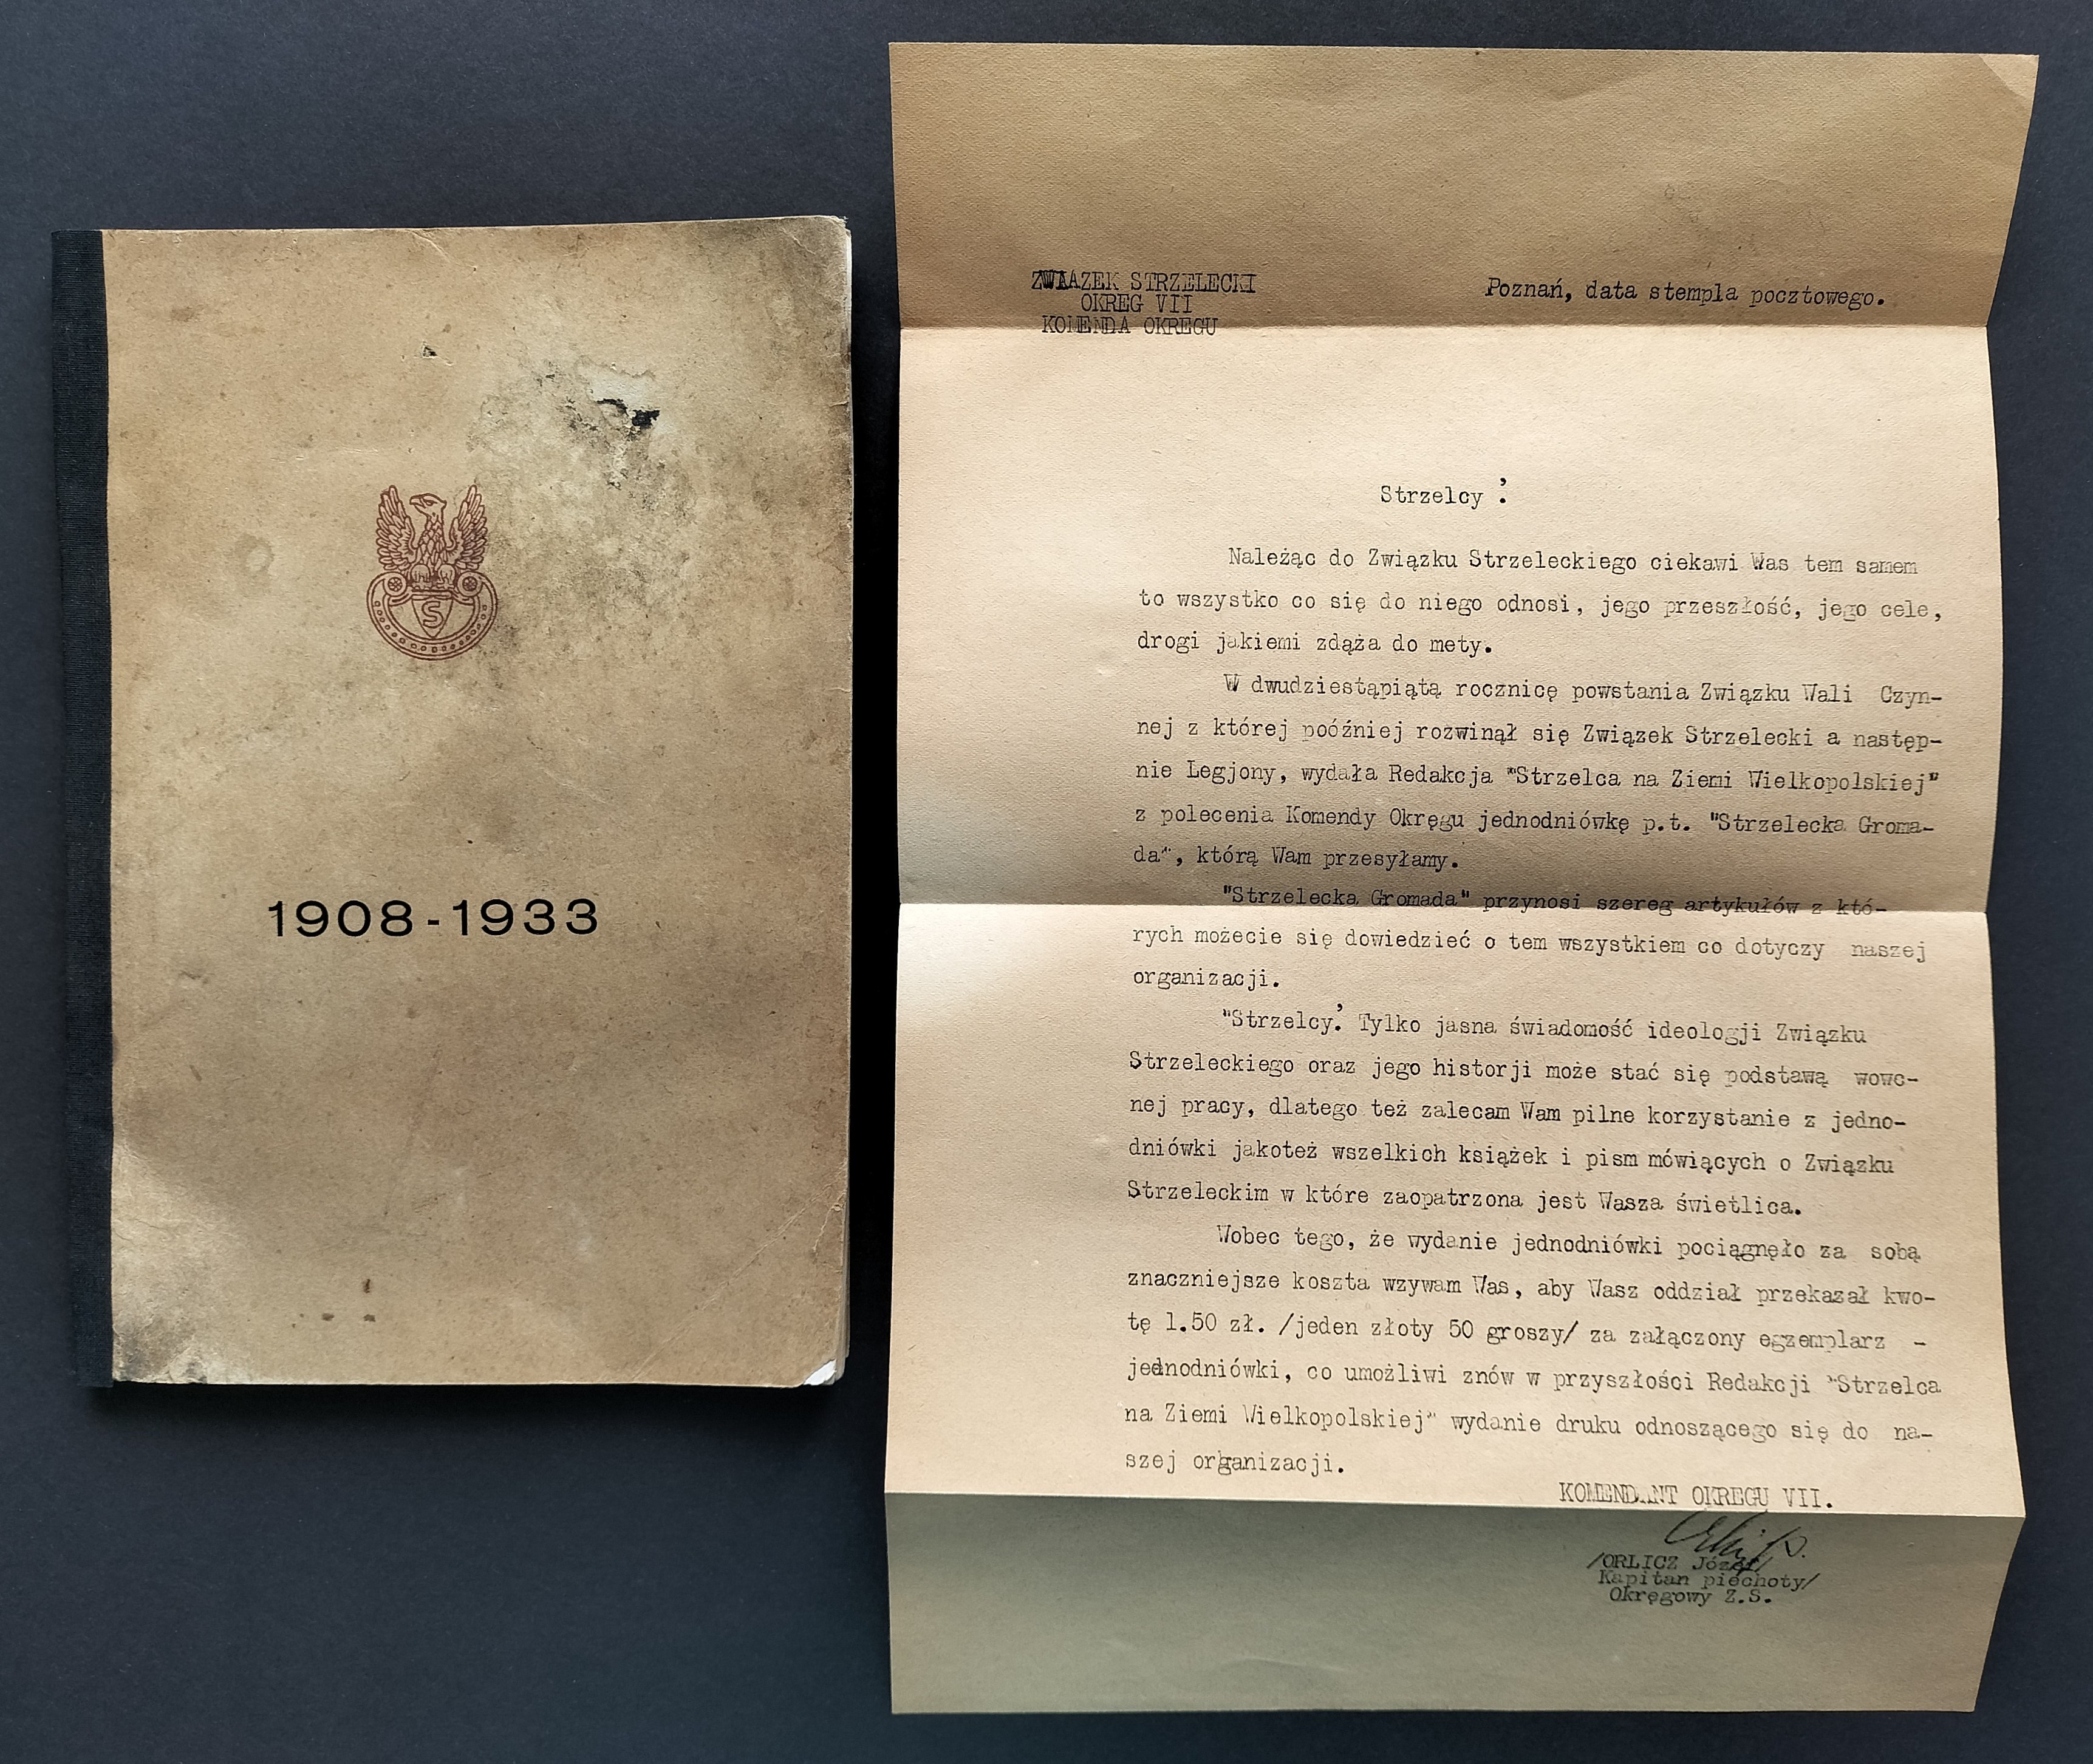 S
1908-1933
ZWIAZEK STRZELECKI
OKREG VII
KOMENDA OKREGU
Poznań, data stempla pocztowego.
Strzelcy !
Należąc do Związku Strzeleckiego ciekawi Was tem samem
to wszystko co się do niego odnosi, jego przeszłość, jego cele,
drogi jakiemi zdąża do mety.
W dwudziestąpiątą rocznicę powstania Związku Wali Czyn-
nej z której poóźniej rozwinął się Związek Strzelecki a następ-
nie Legjony, wydała Redakcja "Strzelca na Ziemi Wielkopolskiej"
z polecenia Komendy Okręgu jednodniówkę p.t. "Strzelecka Groma-
da", którą Wam przesyłamy.
"Strzelecka Gromada" przynosi szereg artykułów z któ-
rych możecie się dowiedzieć o tem wszystkiem co dotyczy naszej
organizacji.
"Strzelcy! Tylko jasna świadomość ideologji Związku
Strzeleckiego oraz jego historji może stać się podstawą wowc-
nej pracy, dlatego też zalecam Wam pilne korzystanie z jedno-
dniówki jakoteż wszelkich książek i pism mówiących o Związku
Strzeleckim w które zaopatrzona jest Wasza świetlica.
Wobec tego, że wydanie jednodniówki pociągnęło za sobą
znaczniejsze koszta wzywam Was, aby Wasz oddział przekazał kwo-
tę 1.50 zł. /jeden złoty 50 groszy/ za załączony egzemplarz -
jednodniówki, co umożliwi znów w przyszłości Redakcji "Strzelca
na Ziemi Wielkopolskiej" wydanie druku odnoszącego się do na-
szej organizacji.
KOMENDANT OKREGU VII.
/ORLICZ Józef/
Kapitan piechoty/
Okręgowy Z.S.